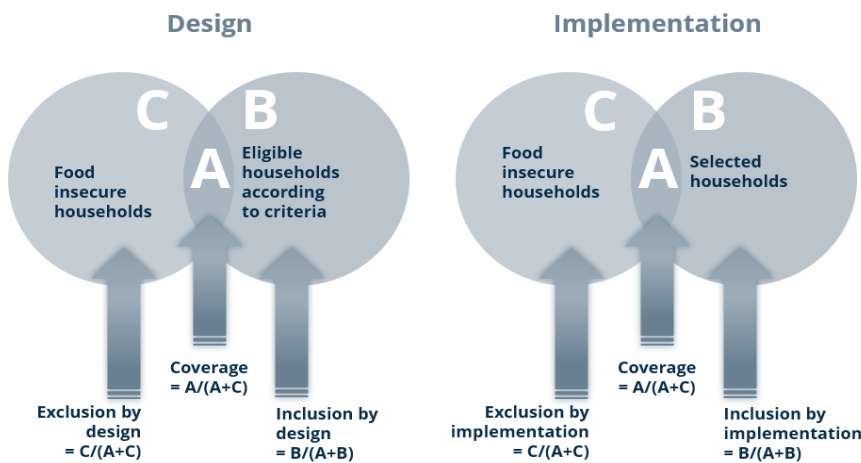 Design
C
B
A
Food
insecure
households
Eligible
households
according
to criteria
Coverage
= A/(A+C)
Exclusion by
design
= C/(A+C)
Inclusion by
design
= B/(A+B)
Implementation
C
B
A
Food
insecure
households
Selected
households
Coverage
= A/(A+C)
Exclusion by
implementation
= C/(A+C)
Inclusion by
implementation
= B/(A+B)